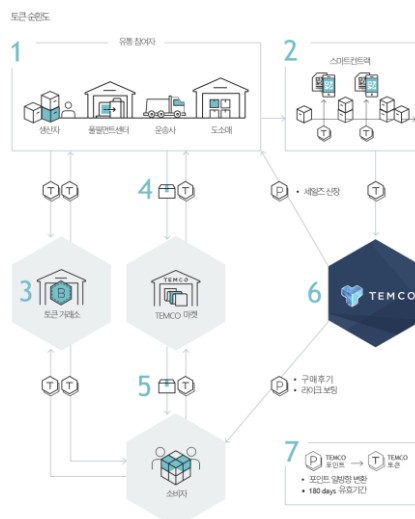 토큰 순환도
1
유통 참여자
생산자
풀필먼트센터
운송사
도소매
2
스마트컨트랙
T
T
T T
4
T
P
• 세일즈 신장
T
3
B
토큰 거래소
TEMCO
TEMCO 마켓
6
TEMCO
T T
5
T
P
• 구매 후기
• 라이크 보팅
소비자
7
P TEMCO 포인트 → T TEMCO 토큰
• 포인트 일방향 변환
• 180 days 유효기간